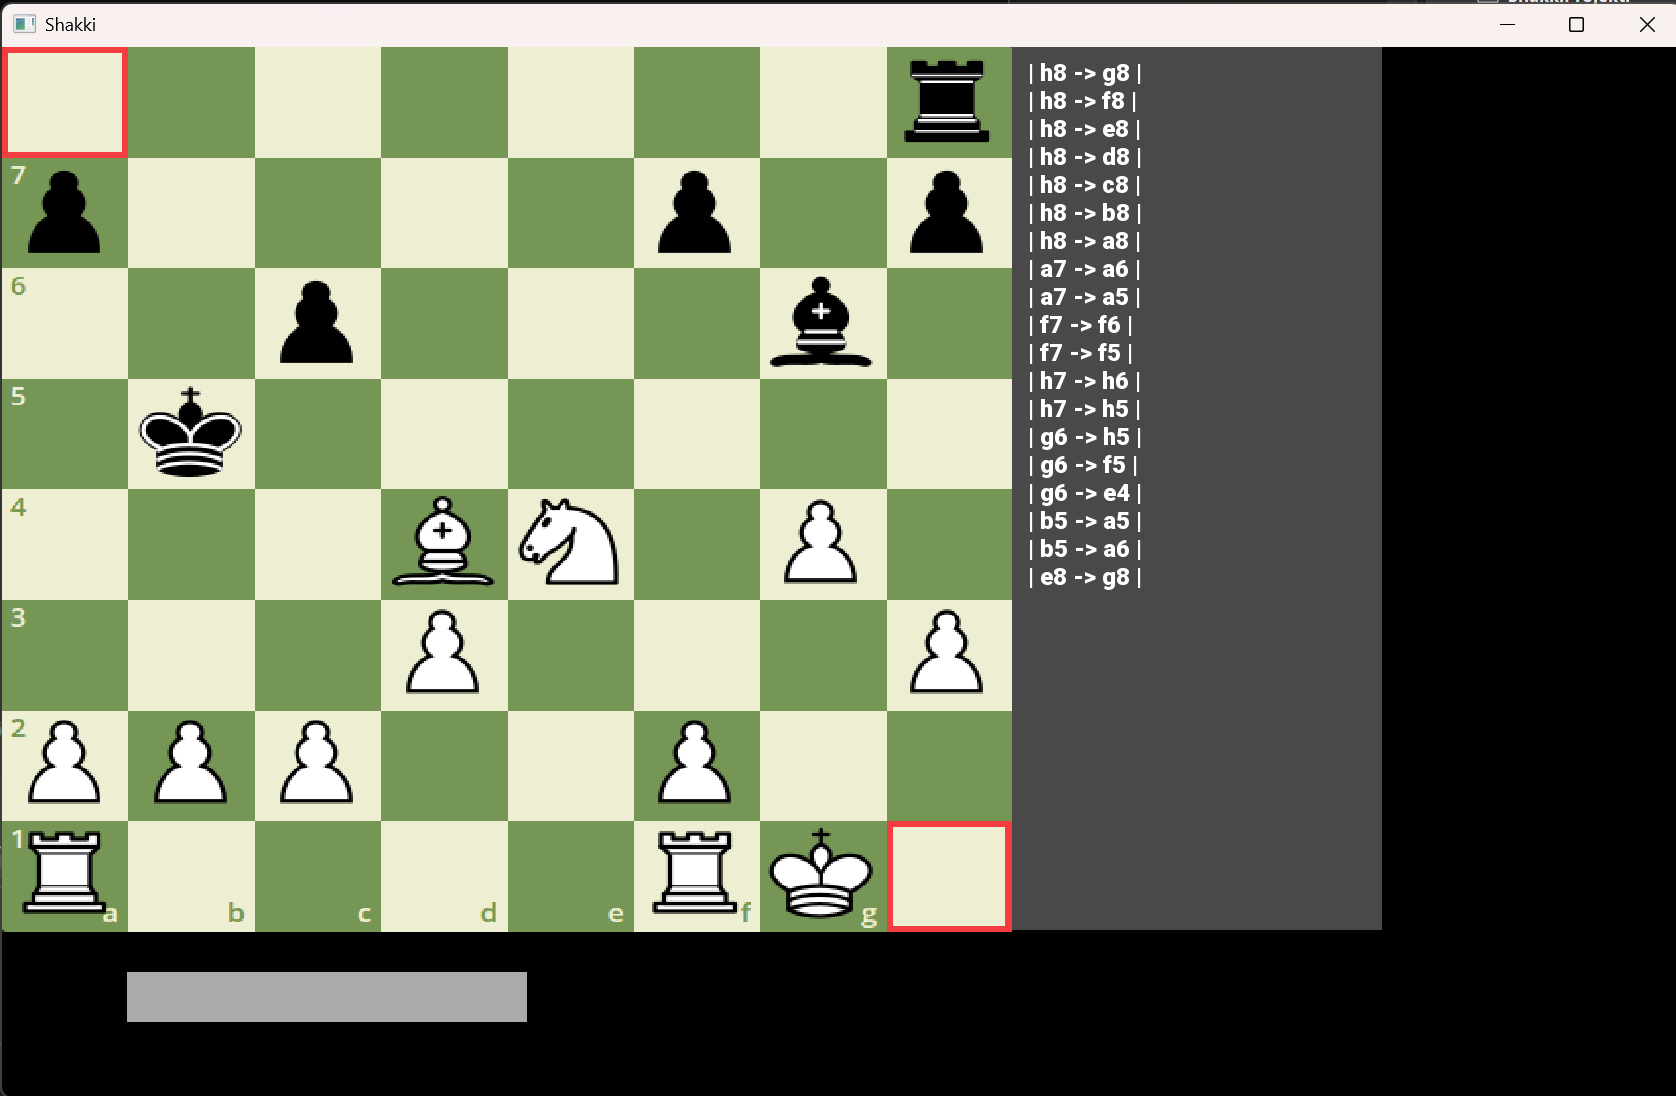 Shakki
| h8 -> g8 |
| h8 -> f8 |
| h8 -> e8 |
| h8 -> d8 |
| h8 -> c8 |
| h8 -> b8 |
| h8 -> a8 |
| a7 -> a6 |
| a7 -> a5 |
| f7 -> f6 |
| f7 -> f5 |
| h7 -> h6 |
| h7 -> h5 |
| g6 -> h5 |
| g6 -> f5 |
| g6 -> e4 |
| b5 -> a5 |
| b5 -> a6 |
| e8 -> g8 |
7
6
5
4
3
2
1
a b c d e f g